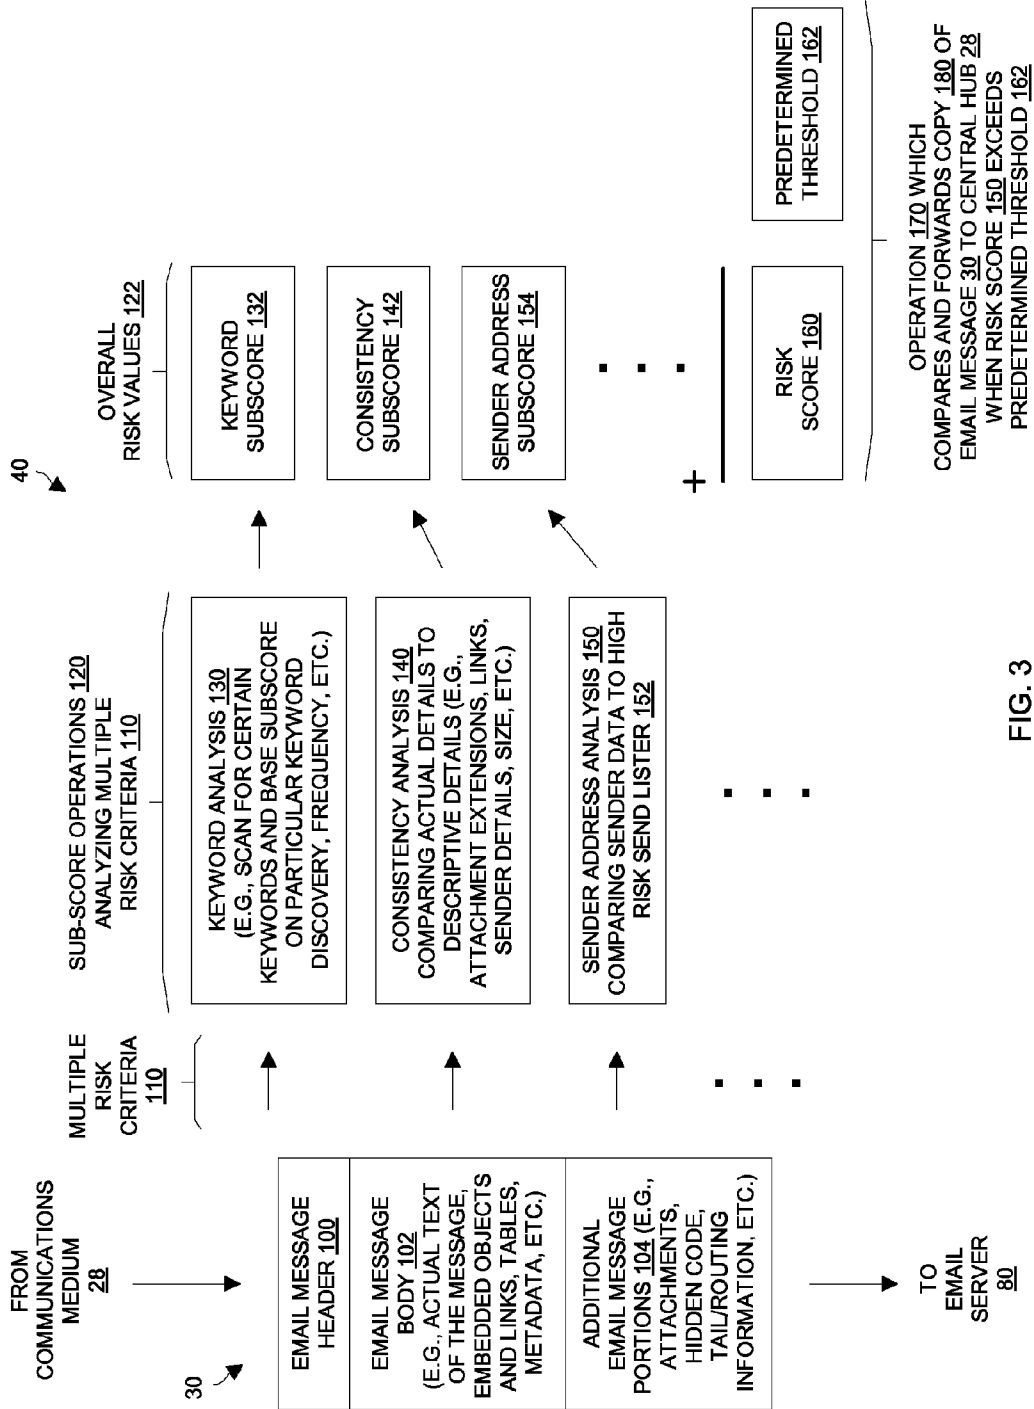 FROM
COMMUNICATIONS
MEDIUM
28
30
EMAIL MESSAGE
HEADER 100
EMAIL MESSAGE
BODY 102
(E.G., ACTUAL TEXT
OF THE MESSAGE,
EMBEDDED OBJECTS
AND LINKS, TABLES,
METADATA, ETC.)
ADDITIONAL
EMAIL MESSAGE
PORTIONS 104 (E.G.,
ATTACHMENTS,
HIDDEN CODE,
TAIL/ROUTING
INFORMATION, ETC.)
TO
EMAIL
SERVER
80
MULTIPLE
RISK
CRITERIA
110
SUB-SCORE OPERATIONS 120
ANALYZING MULTIPLE
RISK CRITERIA 110
KEYWORD ANALYSIS 130
(E.G., SCAN FOR CERTAIN
KEYWORDS AND BASE SUBSCORE
ON PARTICULAR KEYWORD
DISCOVERY, FREQUENCY, ETC.)
CONSISTENCY ANALYSIS 140
COMPARING ACTUAL DETAILS TO
DESCRIPTIVE DETAILS (E.G.,
ATTACHMENT EXTENSIONS, LINKS,
SENDER DETAILS, SIZE, ETC.)
SENDER ADDRESS ANALYSIS 150
COMPARING SENDER DATA TO HIGH
RISK SEND LISTER 152
40
OVERALL
RISK VALUES 122
KEYWORD
SUBSCORE 132
CONSISTENCY
SUBSCORE 142
SENDER ADDRESS
SUBSCORE 154
+
RISK
SCORE 160
PREDETERMINED
THRESHOLD 162
OPERATION 170 WHICH
COMPARES AND FORWARDS COPY 180 OF
EMAIL MESSAGE 30 TO CENTRAL HUB 28
WHEN RISK SCORE 150 EXCEEDS
PREDETERMINED THRESHOLD 162
FIG. 3